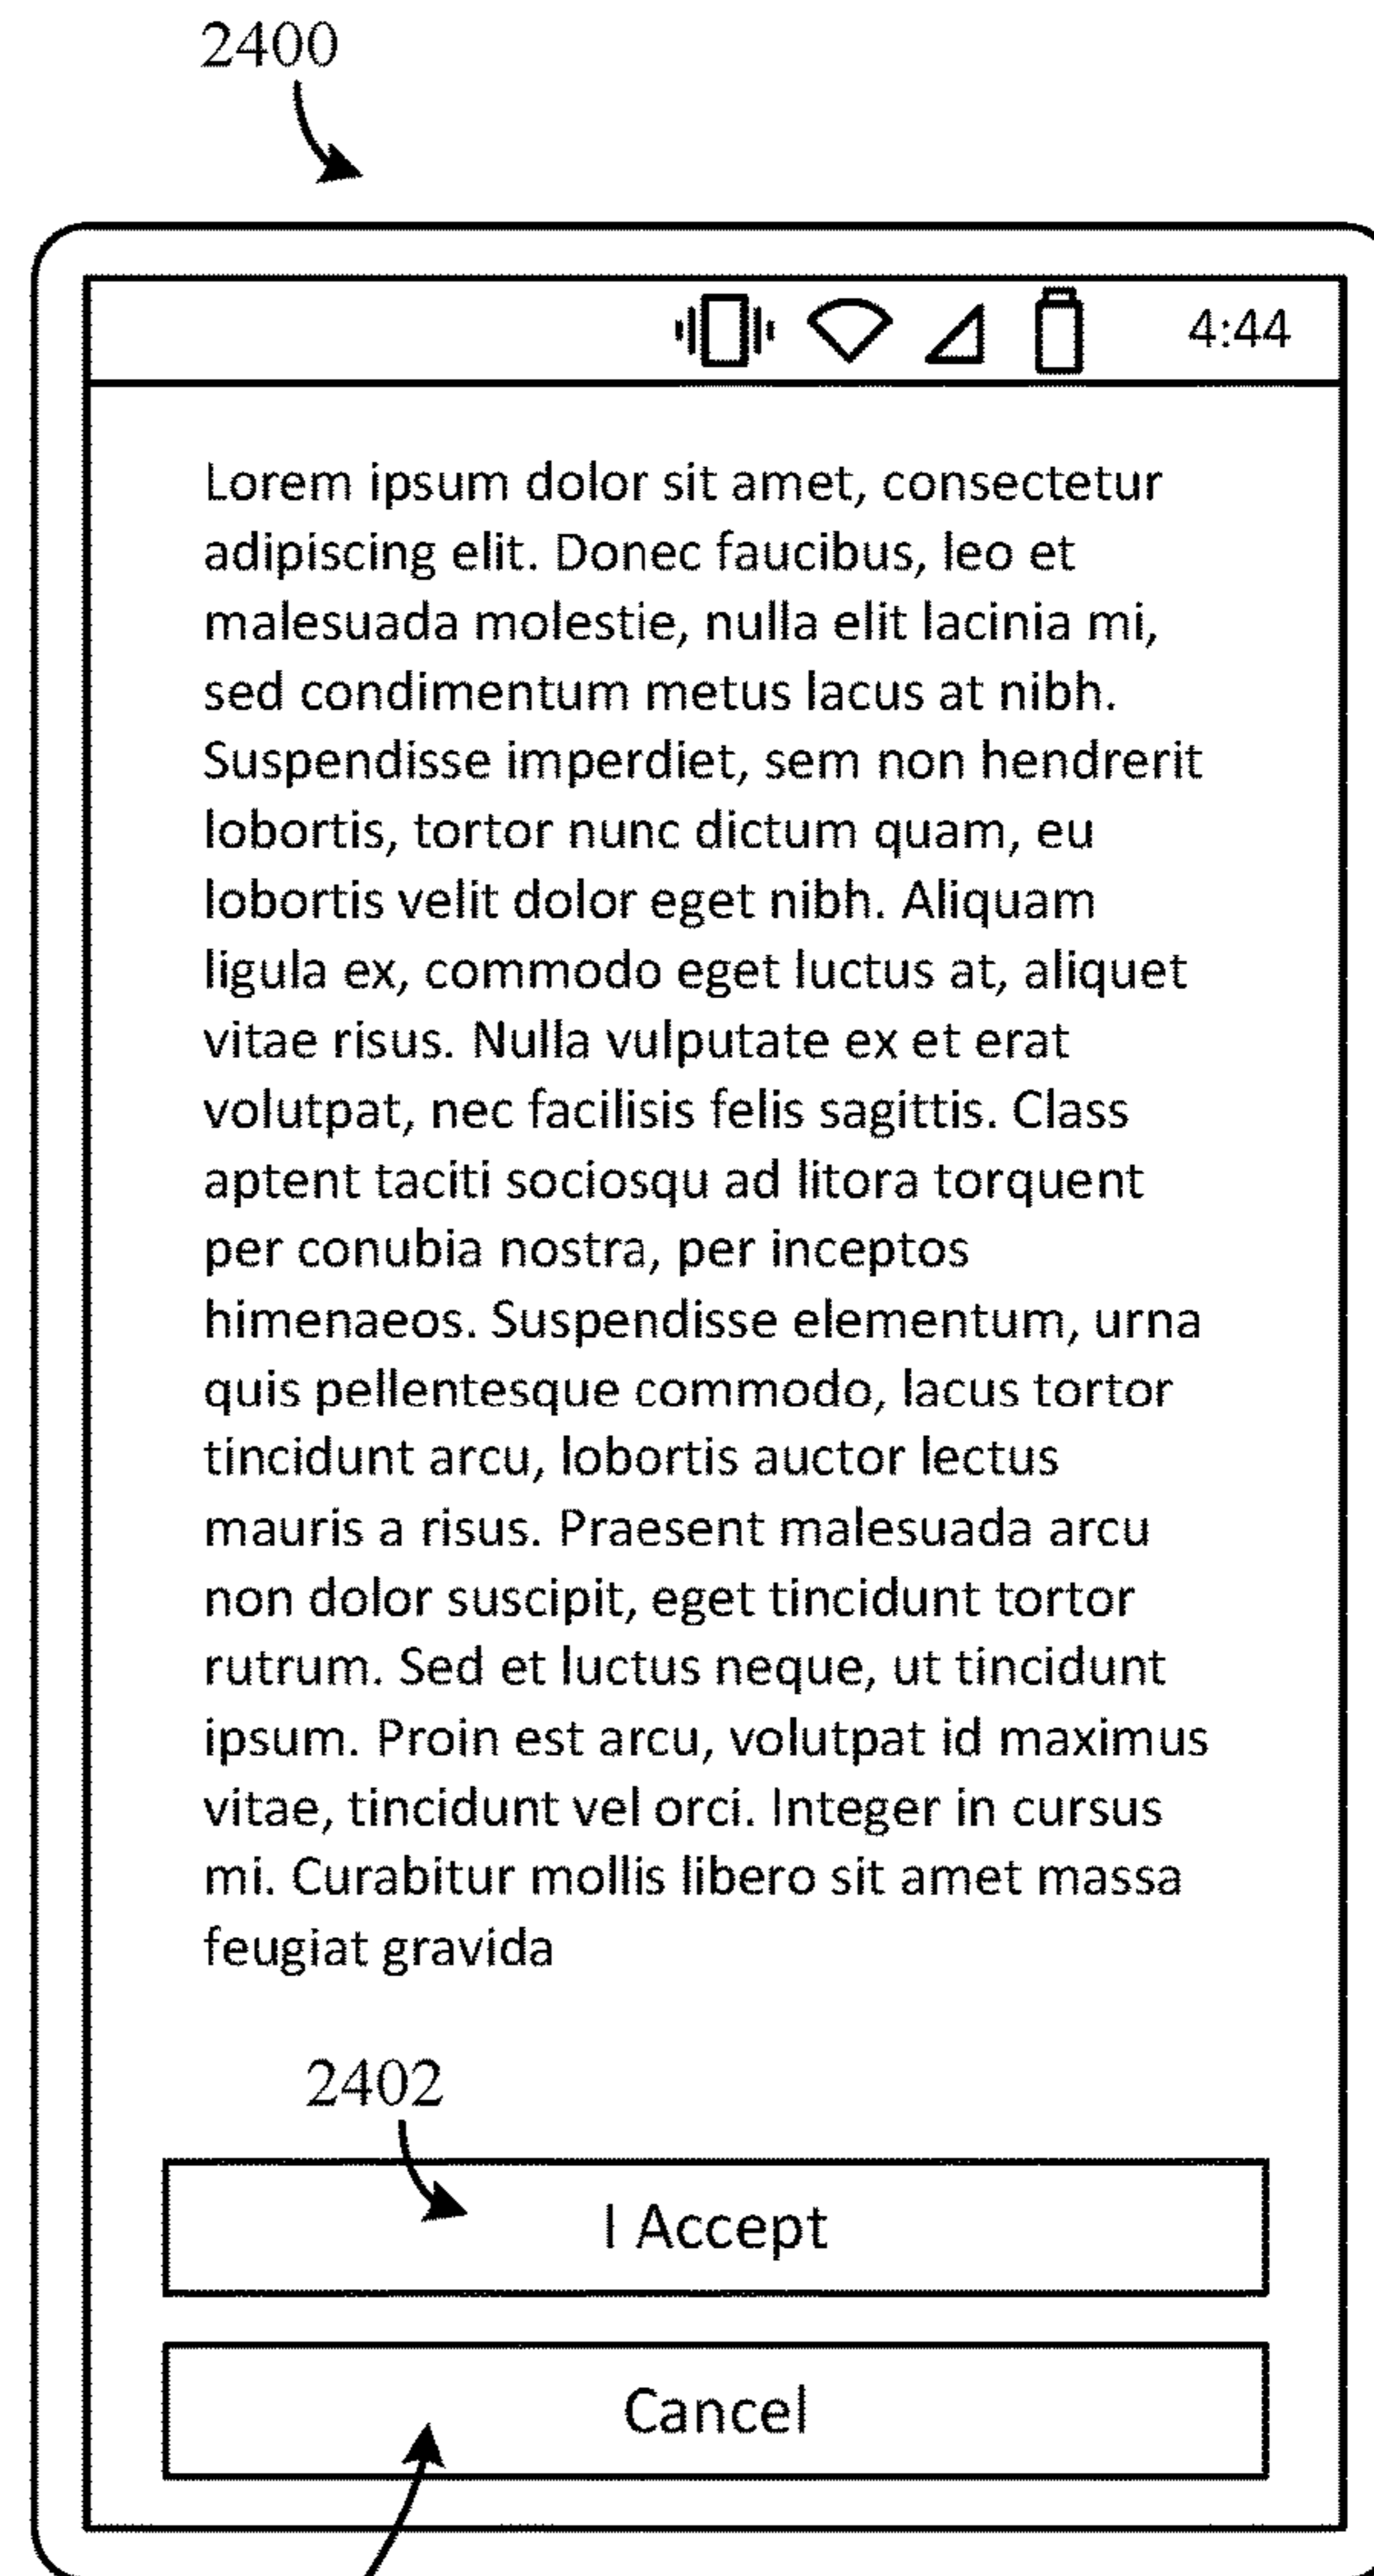 2400
4:44
Lorem ipsum dolor sit amet, consectetur
adipiscing elit. Donec faucibus, leo et
malesuada molestie, nulla elit lacinia mi,
sed condimentum metus lacus at nibh.
Suspendisse imperdiet, sem non hendrerit
lobortis, tortor nunc dictum quam, eu
lobortis velit dolor eget nibh. Aliquam
ligula ex, commodo eget luctus at, aliquet
vitae risus. Nulla vulputate ex et erat
volutpat, nec facilisis felis sagittis. Class
aptent taciti sociosqu ad litora torquent
per conubia nostra, per inceptos
himenaeos. Suspendisse elementum, urna
quis pellentesque commodo, lacus tortor
tincidunt arcu, lobortis auctor lectus
mauris a risus. Praesent malesuada arcu
non dolor suscipit, eget tincidunt tortor
rutrum. Sed et luctus neque, ut tincidunt
ipsum. Proin est arcu, volutpat id maximus
vitae, tincidunt vel orci. Integer in cursus
mi. Curabitur mollis libero sit amet massa
feugiat gravida
2402
I Accept
Cancel